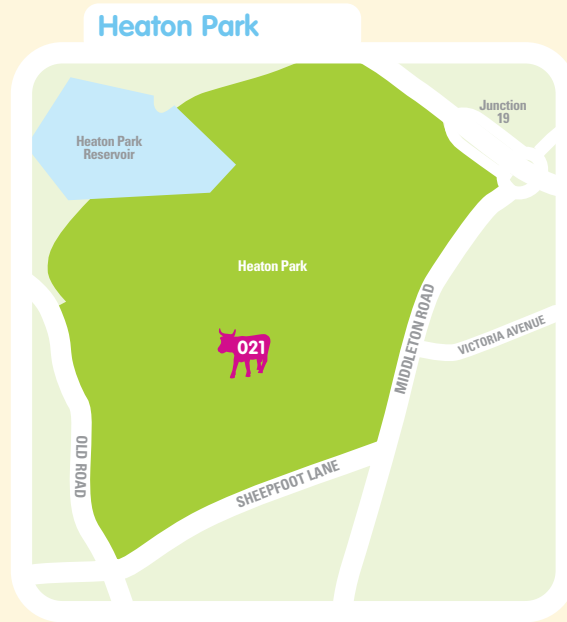 Heaton Park
Junction
19
Heaton Park
Reservoir
Heaton Park
021
MIDDLETON ROAD
VICTORIA AVENUE
OLD ROAD
SHEEPFOOT LANE